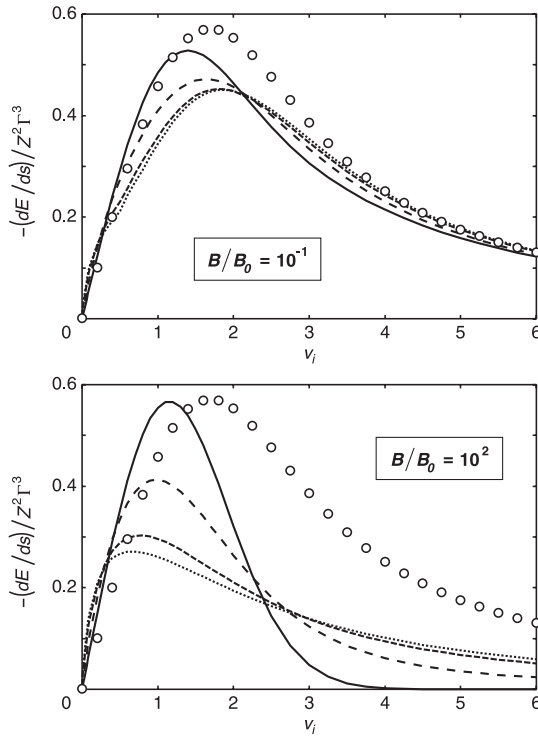 0.6
0.4
0.2
0
−(dE/ds)/Z²Γ³
B/B₀ = 10⁻¹
0 1 2 3 4 5 6
vᵢ
0.6
0.4
0.2
0
−(dE/ds)/Z²Γ³
B/B₀ = 10²
0 1 2 3 4 5 6
vᵢ